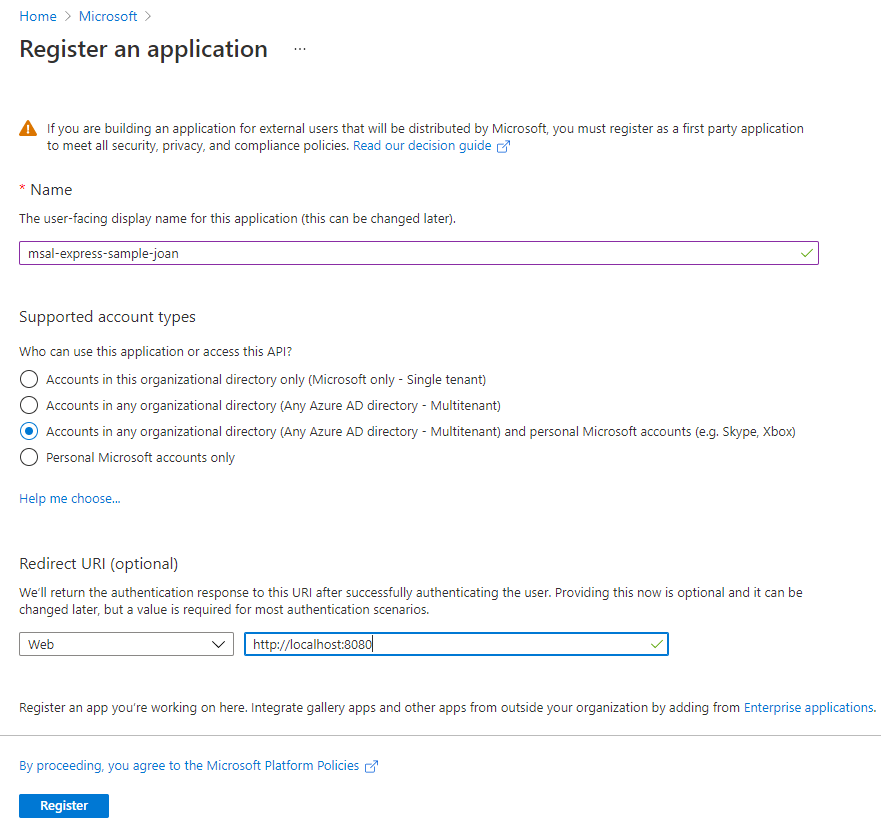 Home > Microsoft >
Register an application ...
If you are building an application for external users that will be distributed by Microsoft, you must register as a first party application
to meet all security, privacy, and compliance policies. Read our decision guide
* Name
The user-facing display name for this application (this can be changed later).
msal-express-sample-joan
Supported account types
Who can use this application or access this API?
Accounts in this organizational directory only (Microsoft only - Single tenant)
Accounts in any organizational directory (Any Azure AD directory - Multitenant)
Accounts in any organizational directory (Any Azure AD directory - Multitenant) and personal Microsoft accounts (e.g. Skype, Xbox)
Personal Microsoft accounts only
Help me choose...
Redirect URI (optional)
We'll return the authentication response to this URI after successfully authenticating the user. Providing this now is optional and it can be
changed later, but a value is required for most authentication scenarios.
Web http://localhost:8080
Register an app you're working on here. Integrate gallery apps and other apps from outside your organization by adding from Enterprise applications.
By proceeding, you agree to the Microsoft Platform Policies
Register